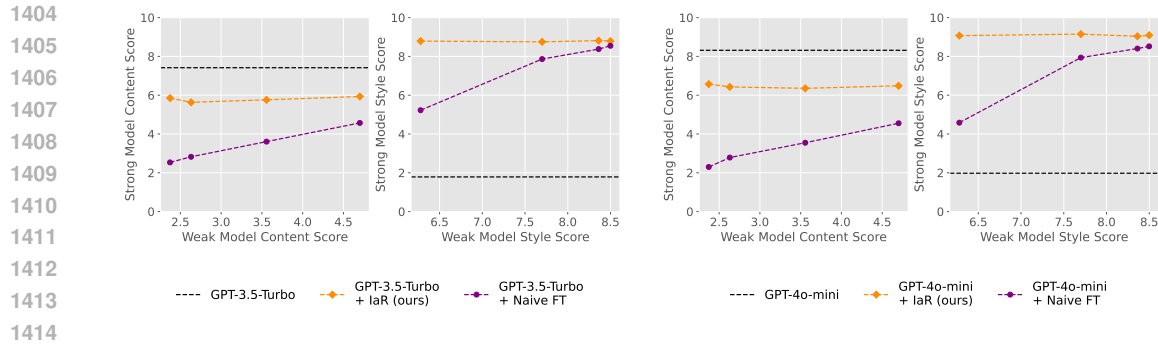 1404
1405
1406
1407
1408
1409
1410
1411
1412
1413
1414
Strong Model Content Score
10
8
6
4
2
0
2.5 3.0 3.5 4.0 4.5
Weak Model Content Score
Strong Model Style Score
10
8
6
4
2
0
6.5 7.0 7.5 8.0 8.5
Weak Model Style Score
Strong Model Content Score
10
8
6
4
2
0
2.5 3.0 3.5 4.0 4.5
Weak Model Content Score
Strong Model Style Score
10
8
6
4
2
0
6.5 7.0 7.5 8.0 8.5
Weak Model Style Score
GPT-3.5-Turbo
GPT-3.5-Turbo
+ IaR (ours)
GPT-3.5-Turbo
+ Naive FT
GPT-4o-mini
GPT-4o-mini
+ IaR (ours)
GPT-4o-mini
+ Naive FT